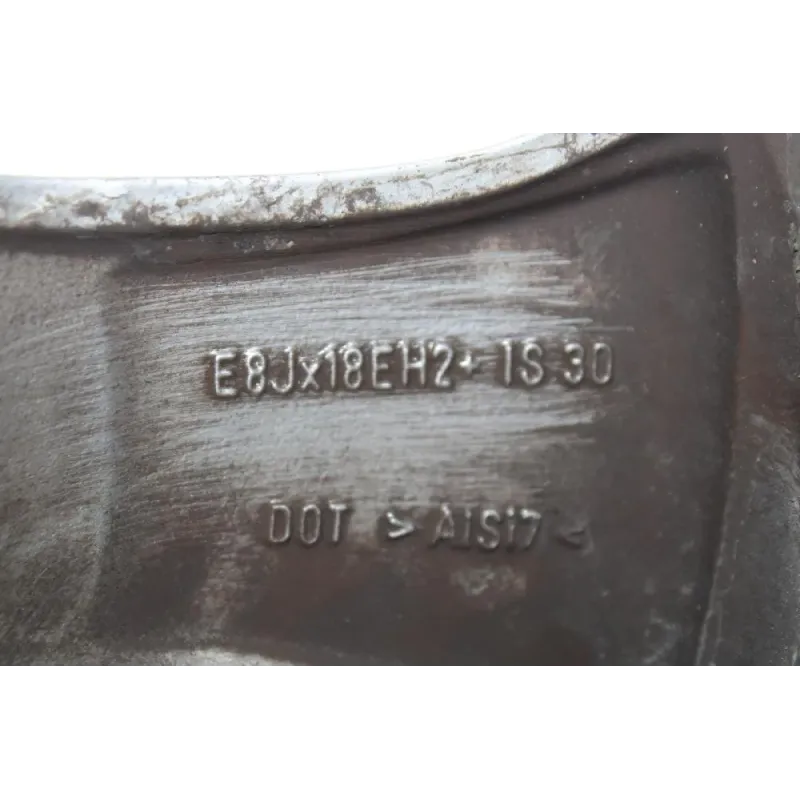 E8Jx18EH2+ IS 30
DOT >AlSi7<